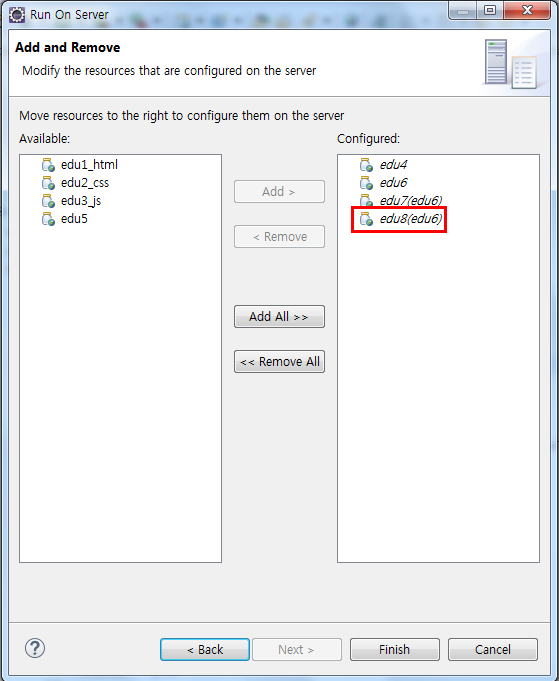 Run On Server
Add and Remove
Modify the resources that are configured on the server
Move resources to the right to configure them on the server
Available:
edu1_html
edu2_css
edu3_js
edu5
Add >
< Remove
Add All >>
<< Remove All
Configured:
edu4
edu6
edu7(edu6)
edu8(edu6)
?
< Back
Next >
Finish
Cancel